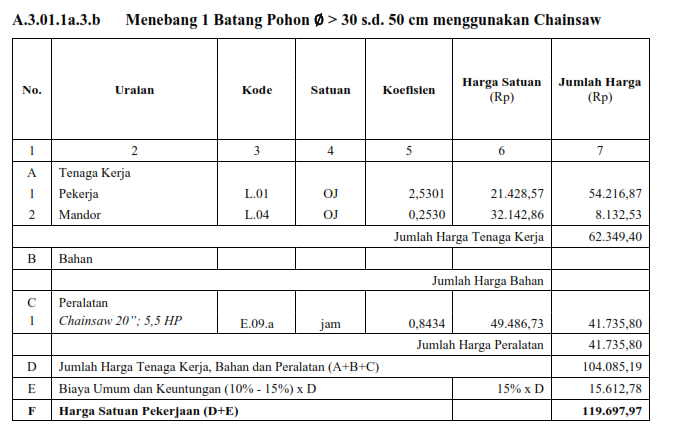 A.3.01.1a.3.b Menebang 1 Batang Pohon Ø > 30 s.d. 50 cm menggunakan Chainsaw
No. Uraian Kode Satuan Koefisien Harga Satuan (Rp) Jumlah Harga (Rp)
1 2 3 4 5 6 7
A Tenaga Kerja
1 Pekerja L.01 OJ 2,5301 21.428,57 54.216,87
2 Mandor L.04 OJ 0,2530 32.142,86 8.132,53
Jumlah Harga Tenaga Kerja 62.349,40
B Bahan
Jumlah Harga Bahan
C Peralatan
1 Chainsaw 20”; 5,5 HP E.09.a jam 0,8434 49.486,73 41.735,80
Jumlah Harga Peralatan 41.735,80
D Jumlah Harga Tenaga Kerja, Bahan dan Peralatan (A+B+C) 104.085,19
E Biaya Umum dan Keuntungan (10% - 15%) x D 15% x D 15.612,78
F Harga Satuan Pekerjaan (D+E) 119.697,97